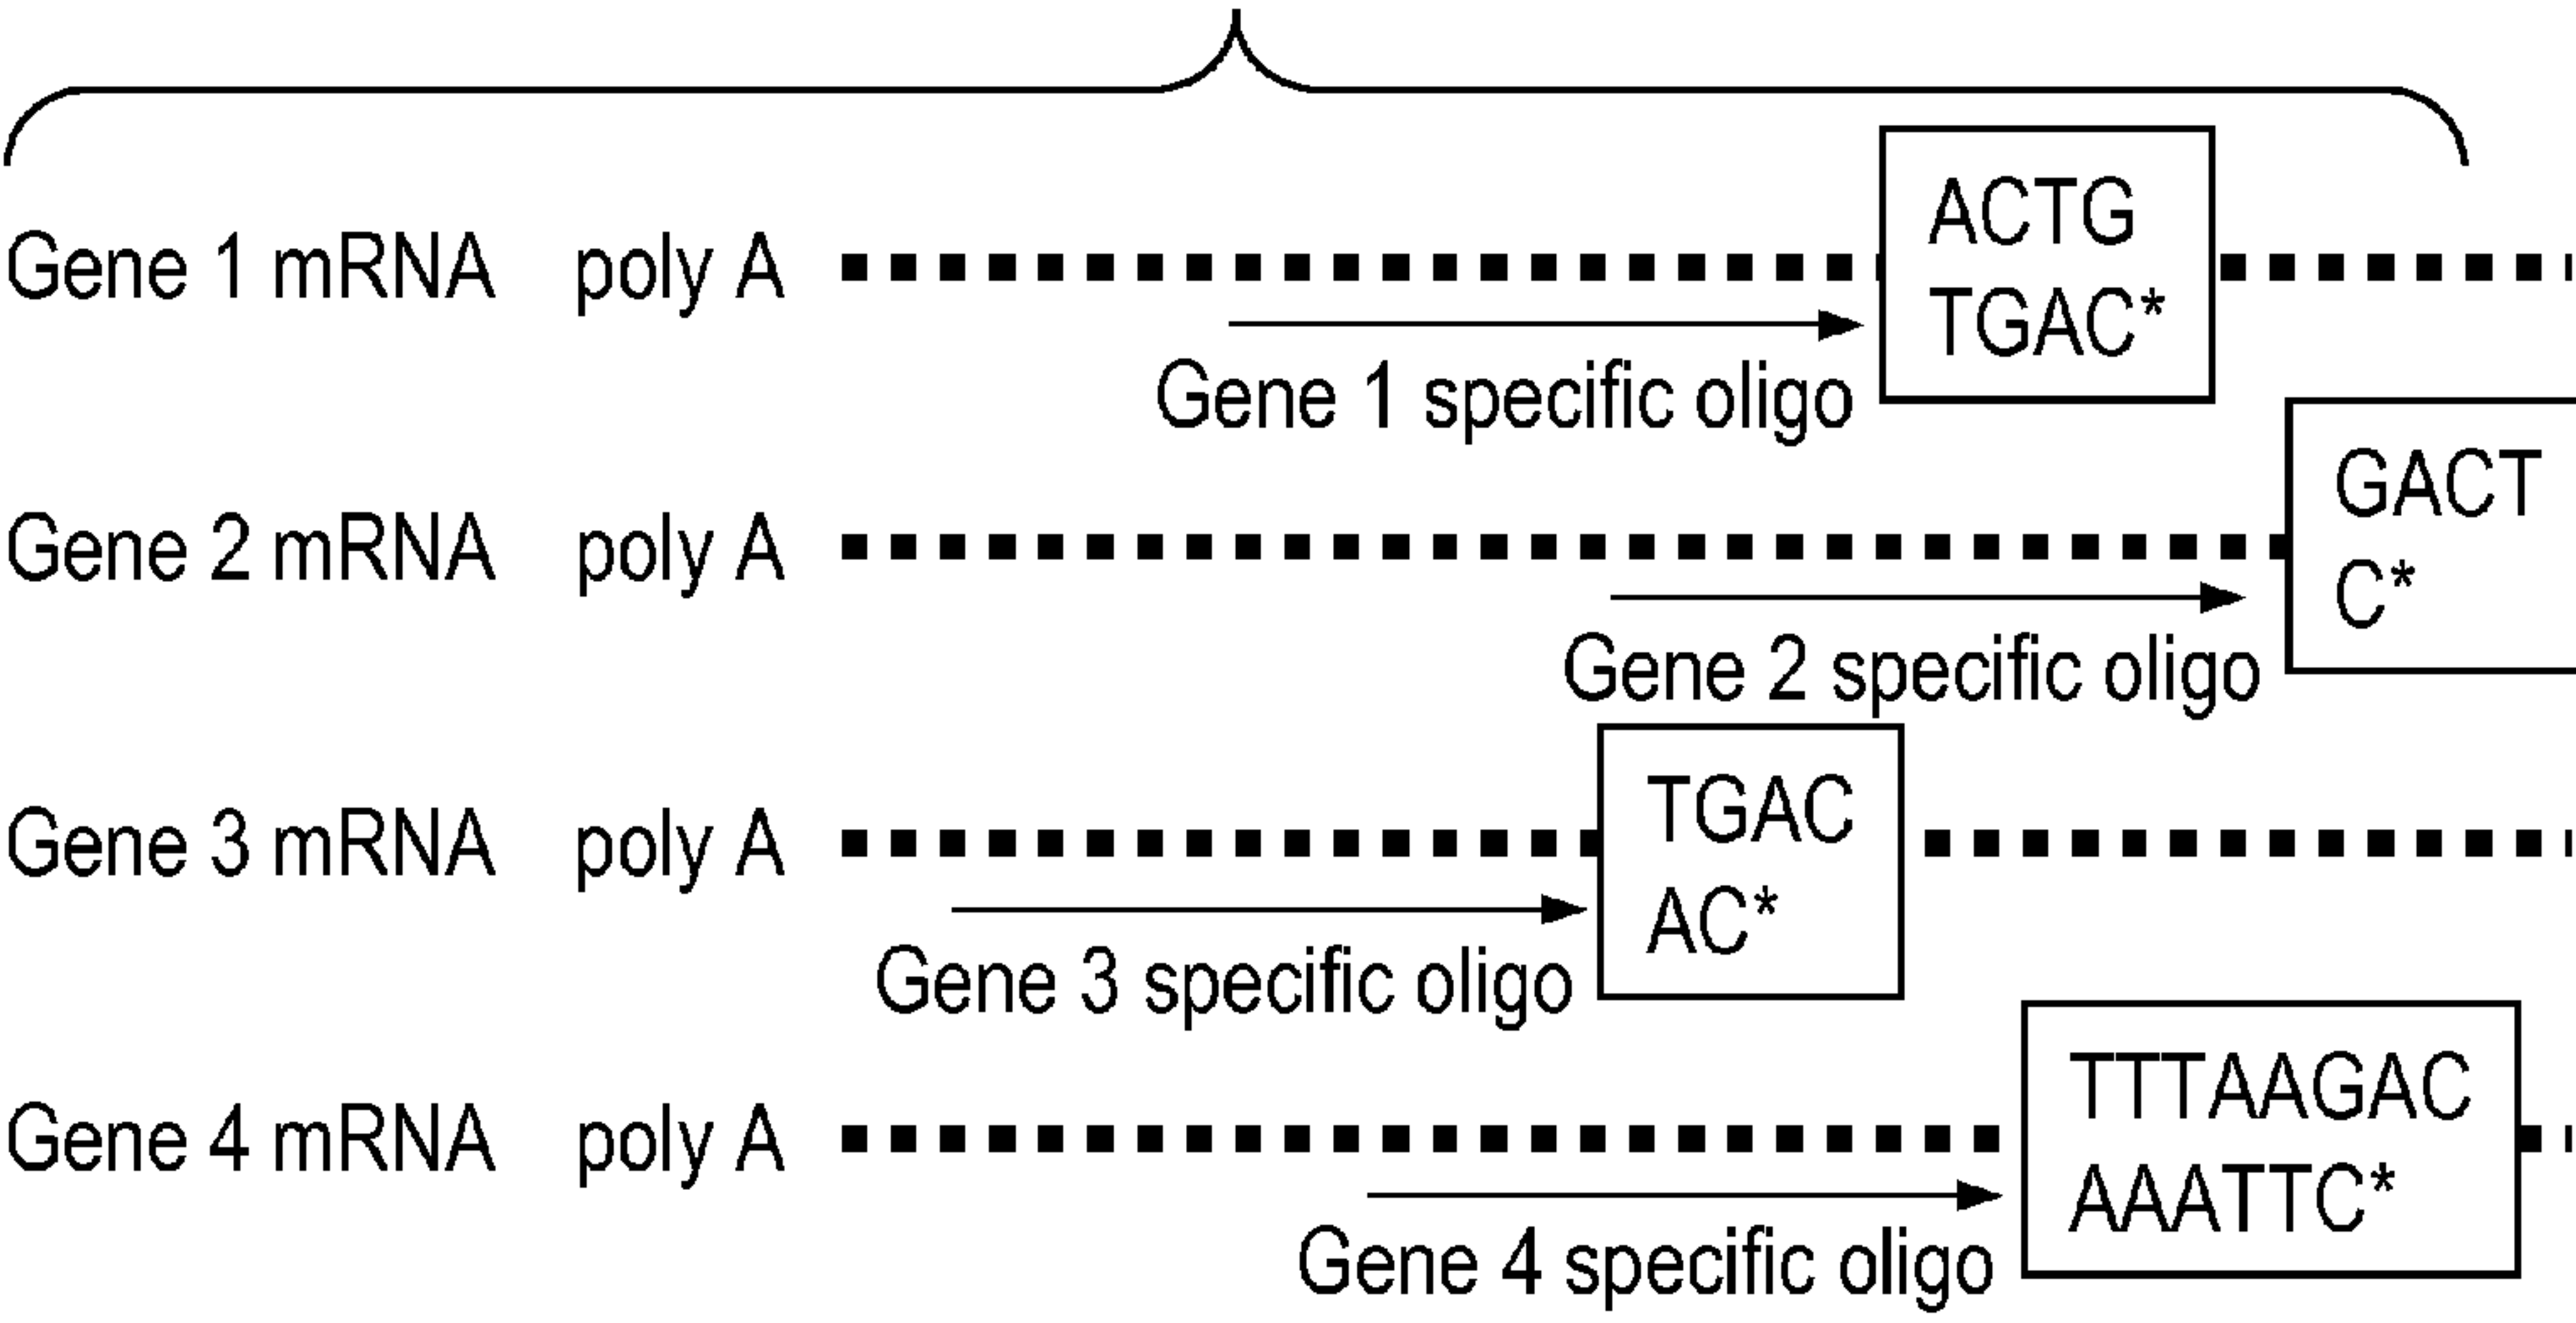 ACTG
Gene 1 mRNA poly A
TGAC*
Gene 1 specific oligo
GACT
Gene 2 mRNA poly A
C*
Gene 2 specific oligo
TGAC
Gene 3 mRNA poly A
AC*
Gene 3 specific oligo
TTTAAGAC
Gene 4 mRNA poly A
AAATTC*
Gene 4 specific oligo